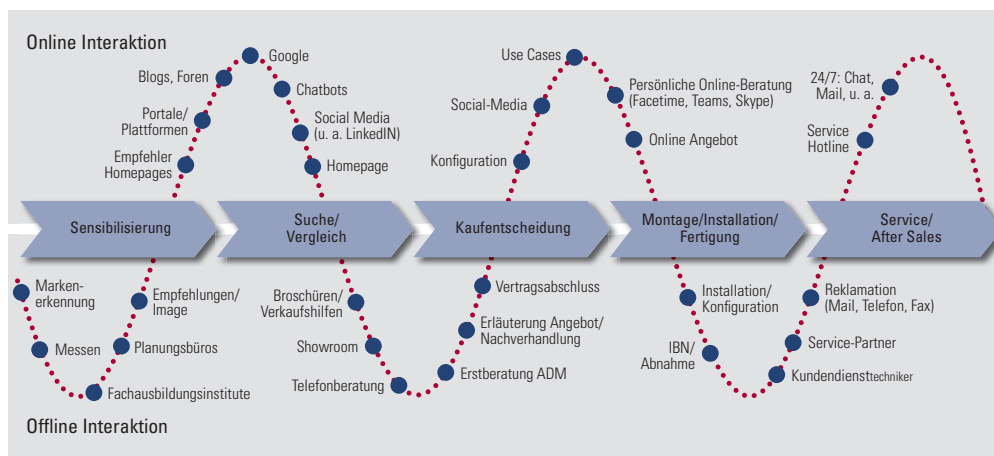 Online Interaktion
Google
Blogs, Foren
Chatbots
Portale/
Plattformen
Social Media
(u. a. LinkedIN)
Empfehler
Homepages
Homepage
Use Cases
Persönliche Online-Beratung
(Facetime, Teams, Skype)
Social-Media
Online Angebot
Konfiguration
24/7: Chat,
Mail, u. a.
Service
Hotline
Sensibilisierung
Suche/
Vergleich
Kaufentscheidung
Montage/Installation/
Fertigung
Service/
After Sales
Marken-
erkennung
Empfehlungen/
Image
Messen
Planungsbüros
Fachausbildungsinstitute
Broschüren/
Verkaufshilfen
Vertragsabschluss
Showroom
Erläuterung Angebot/
Nachverhandlung
Telefonberatung
Erstberatung ADM
Installation/
Konfiguration
Reklamation
(Mail, Telefon, Fax)
IBN/
Abnahme
Service-Partner
Kundendiensttechniker
Offline Interaktion